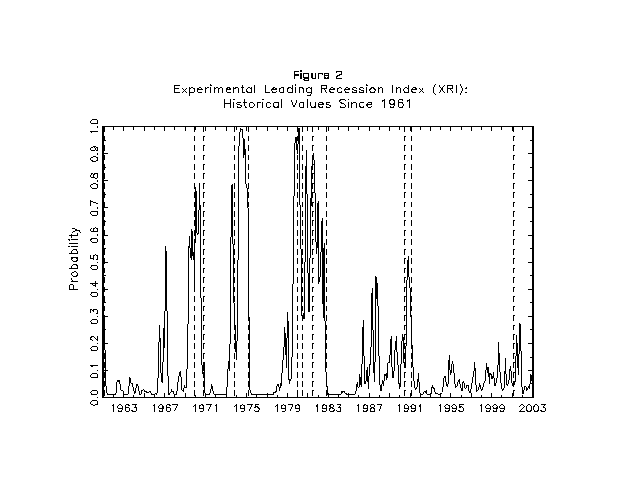 Figure 2
Experimental Leading Recession Index (XRI):
Historical Values Since 1961
Probability
1.0
0.9
0.8
0.7
0.6
0.5
0.4
0.3
0.2
0.1
0.0
1963 1967 1971 1975 1979 1983 1987 1991 1995 1999 2003